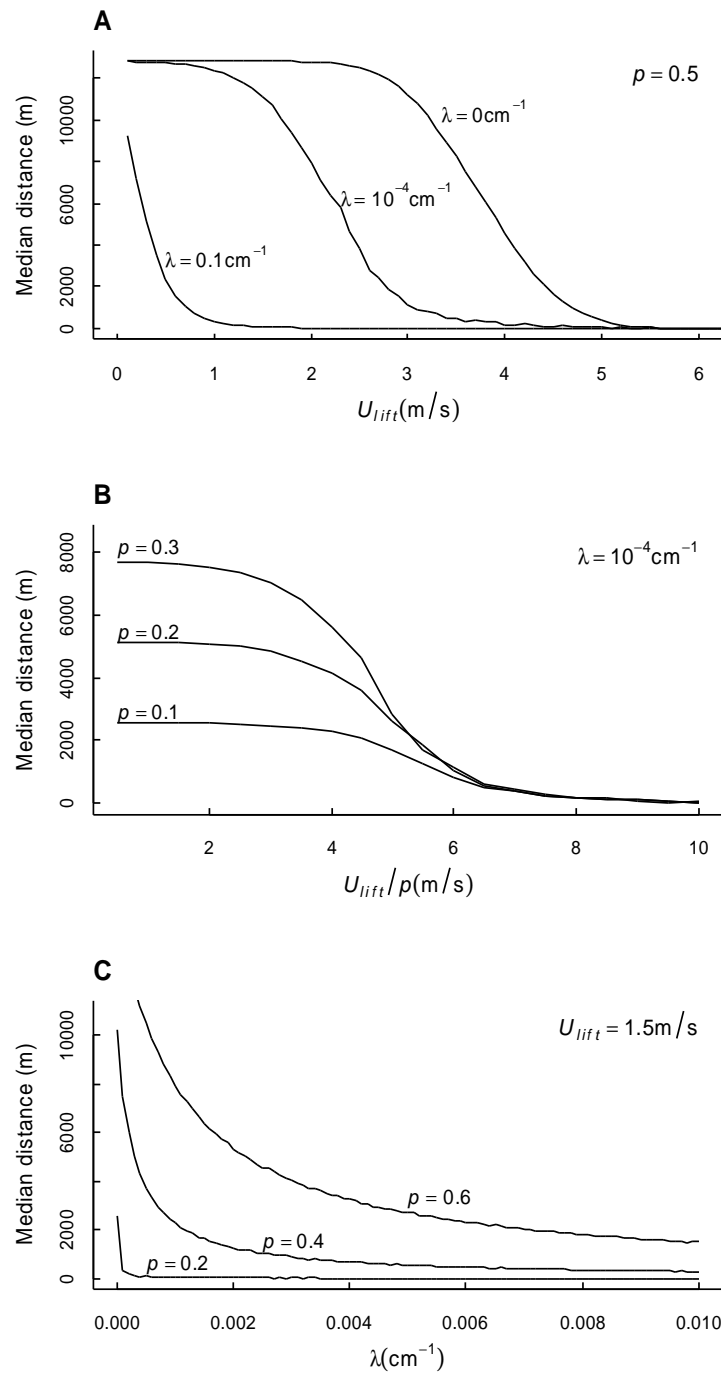 A
p = 0.5
λ = 0cm⁻¹
λ = 10⁻⁴cm⁻¹
λ = 0.1cm⁻¹
Median distance (m)
0 2000 6000 10000
0 1 2 3 4 5 6
U_lift(m/s)
B
λ = 10⁻⁴cm⁻¹
p = 0.3
p = 0.2
p = 0.1
Median distance (m)
0 2000 4000 6000 8000
2 4 6 8 10
U_lift/p(m/s)
C
U_lift = 1.5m/s
p = 0.6
p = 0.4
p = 0.2
Median distance (m)
0 2000 6000 10000
0.000 0.002 0.004 0.006 0.008 0.010
λ(cm⁻¹)